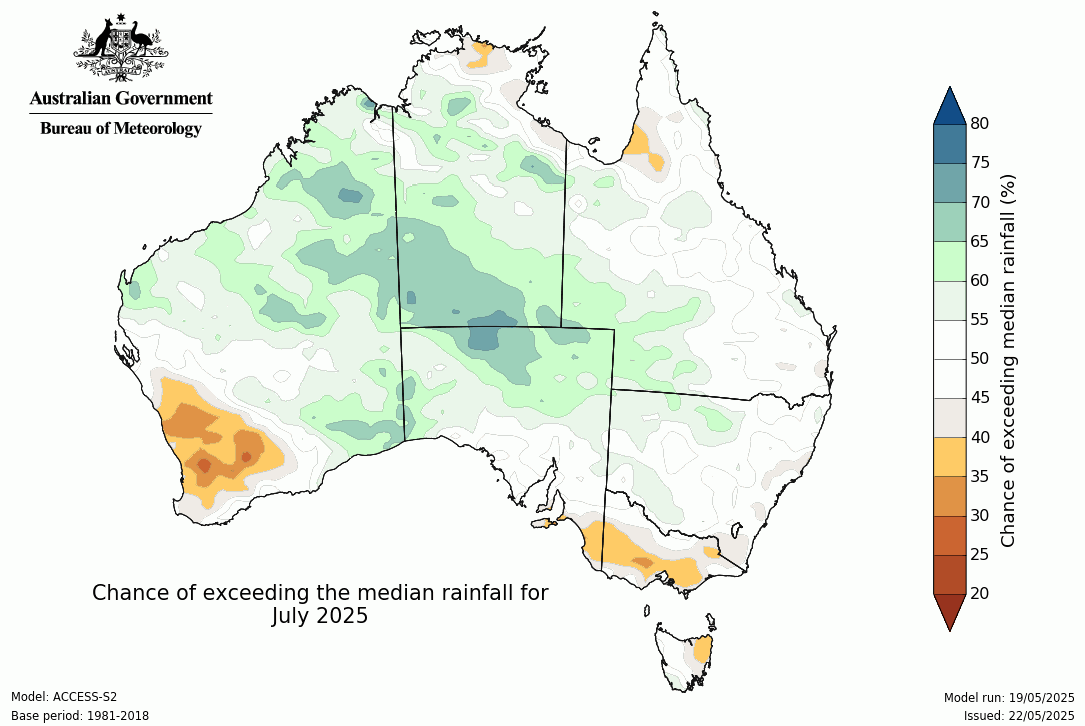 AUSTRALIA
Australian Government
Bureau of Meteorology
80
75
70
65
60
55
50
45
40
35
30
25
20
Chance of exceeding median rainfall (%)
Chance of exceeding the median rainfall for
July 2025
Model: ACCESS-S2
Base period: 1981-2018
Model run: 19/05/2025
Issued: 22/05/2025